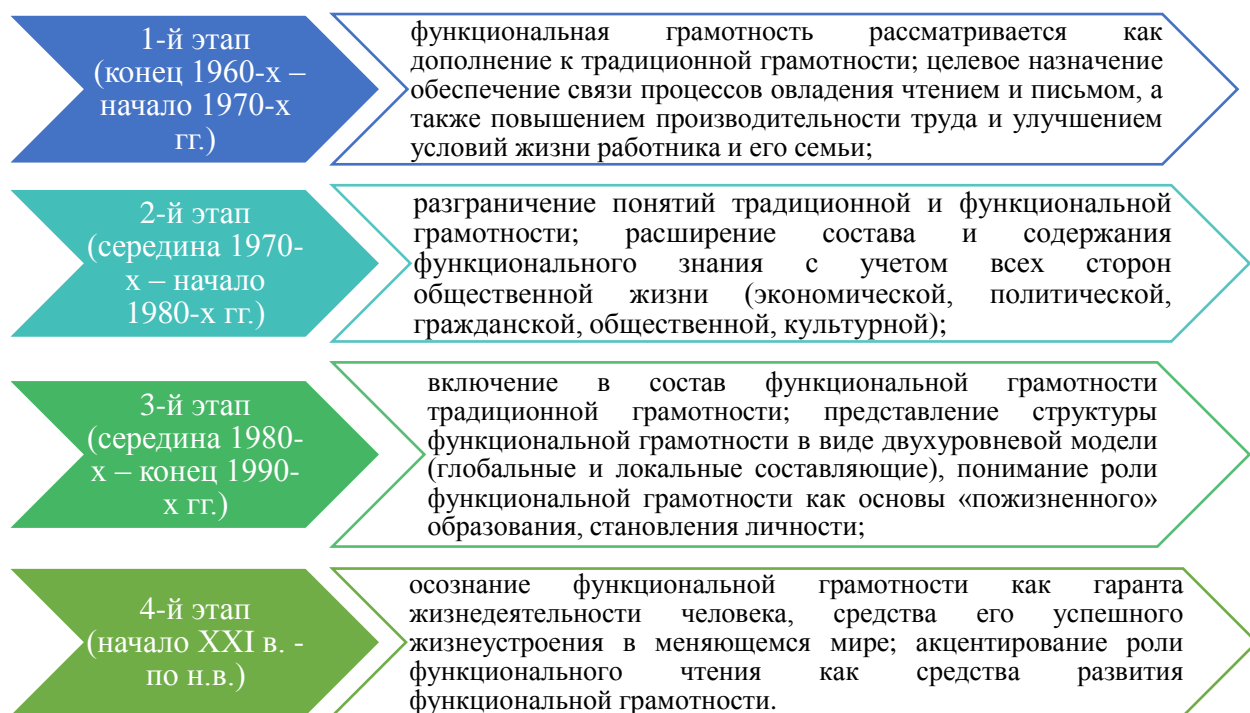 1-й этап
(конец 1960-х –
начало 1970-х
гг.)
функциональная грамотность рассматривается как
дополнение к традиционной грамотности; целевое назначение
обеспечение связи процессов овладения чтением и письмом, а
также повышением производительности труда и улучшением
условий жизни работника и его семьи;
2-й этап
(середина 1970-
х – начало
1980-х гг.)
разграничение понятий традиционной и функциональной
грамотности; расширение состава и содержания
функционального знания с учетом всех сторон
общественной жизни (экономической, политической,
гражданской, общественной, культурной);
3-й этап
(середина 1980-
х – конец 1990-
х гг.)
включение в состав функциональной грамотности
традиционной грамотности; представление структуры
функциональной грамотности в виде двухуровневой модели
(глобальные и локальные составляющие), понимание роли
функциональной грамотности как основы «пожизненного»
образования, становления личности;
4-й этап
(начало XXI в. -
по н.в.)
осознание функциональной грамотности как гаранта
жизнедеятельности человека, средства его успешного
жизнеустроения в меняющемся мире; акцентирование роли
функционального чтения как средства развития
функциональной грамотности.